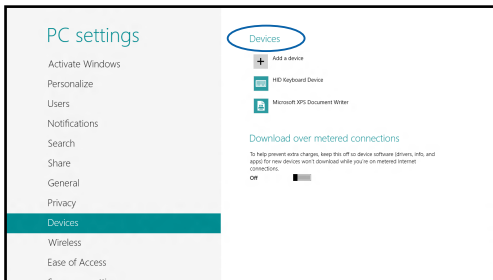 PC settings
Activate Windows
Personalize
Users
Notifications
Search
Share
General
Privacy
Devices
Wireless
Ease of Access
Devices
Add a device
HID Keyboard Device
Microsoft XPS Document Writer
Download over metered connections
To help prevent extra charges, keep this off so device software (drivers, info, and
apps) for new devices won't download while you're on metered internet
connections.
Off